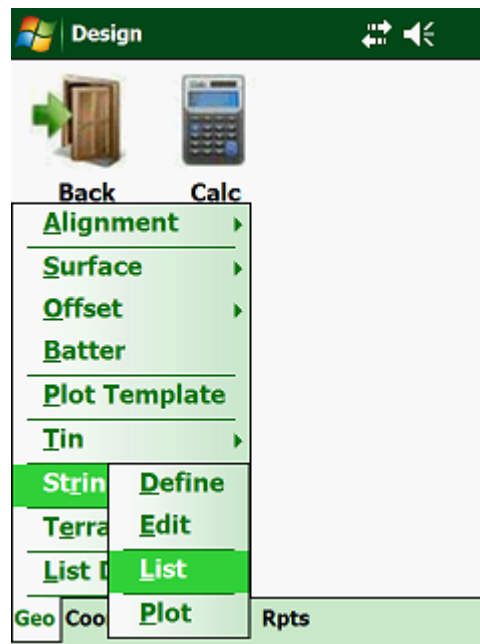 Design
Back Calc
Alignment
Surface
Offset
Batter
Plot Template
Tin
Strin Define
Terra Edit
List List
Geo Coo Plot Rpts